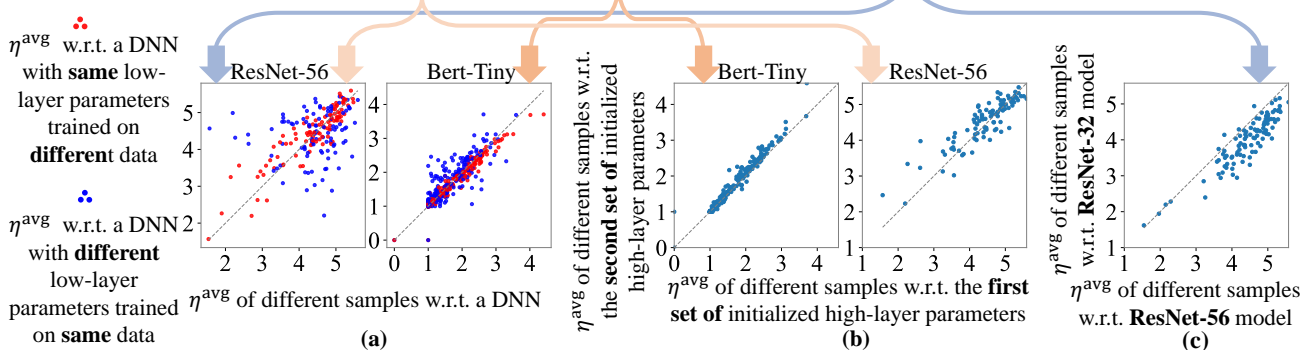 η^avg w.r.t. a DNN
with same low-
layer parameters
trained on
different data
η^avg w.r.t. a DNN
with different
low-layer
parameters trained
on same data
ResNet-56
5
4
3
2
2 3 4 5
Bert-Tiny
4
3
2
1
0
0 1 2 3 4
η^avg of different samples w.r.t. a DNN
(a)
η^avg of different samples w.r.t.
the second set of initialized
high-layer parameters
Bert-Tiny
4
3
2
1
0
0 1 2 3 4
ResNet-56
5
4
3
2
1
1 2 3 4 5
η^avg of different samples w.r.t. the first
set of initialized high-layer parameters
(b)
η^avg of different samples
w.r.t. ResNet-32 model
5
4
3
2
1
1 2 3 4 5
η^avg of different samples
w.r.t. ResNet-56 model
(c)